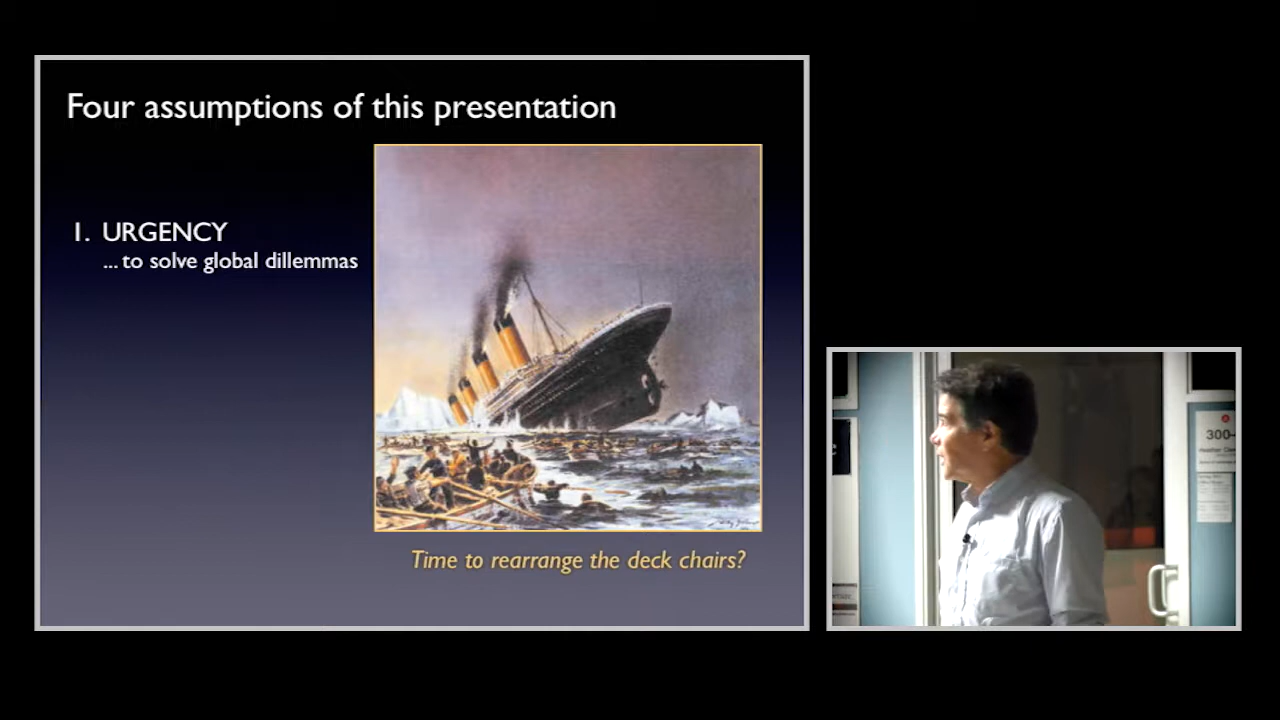 Four assumptions of this presentation
1. URGENCY
... to solve global dillemmas
Time to rearrange the deck chairs?
300-